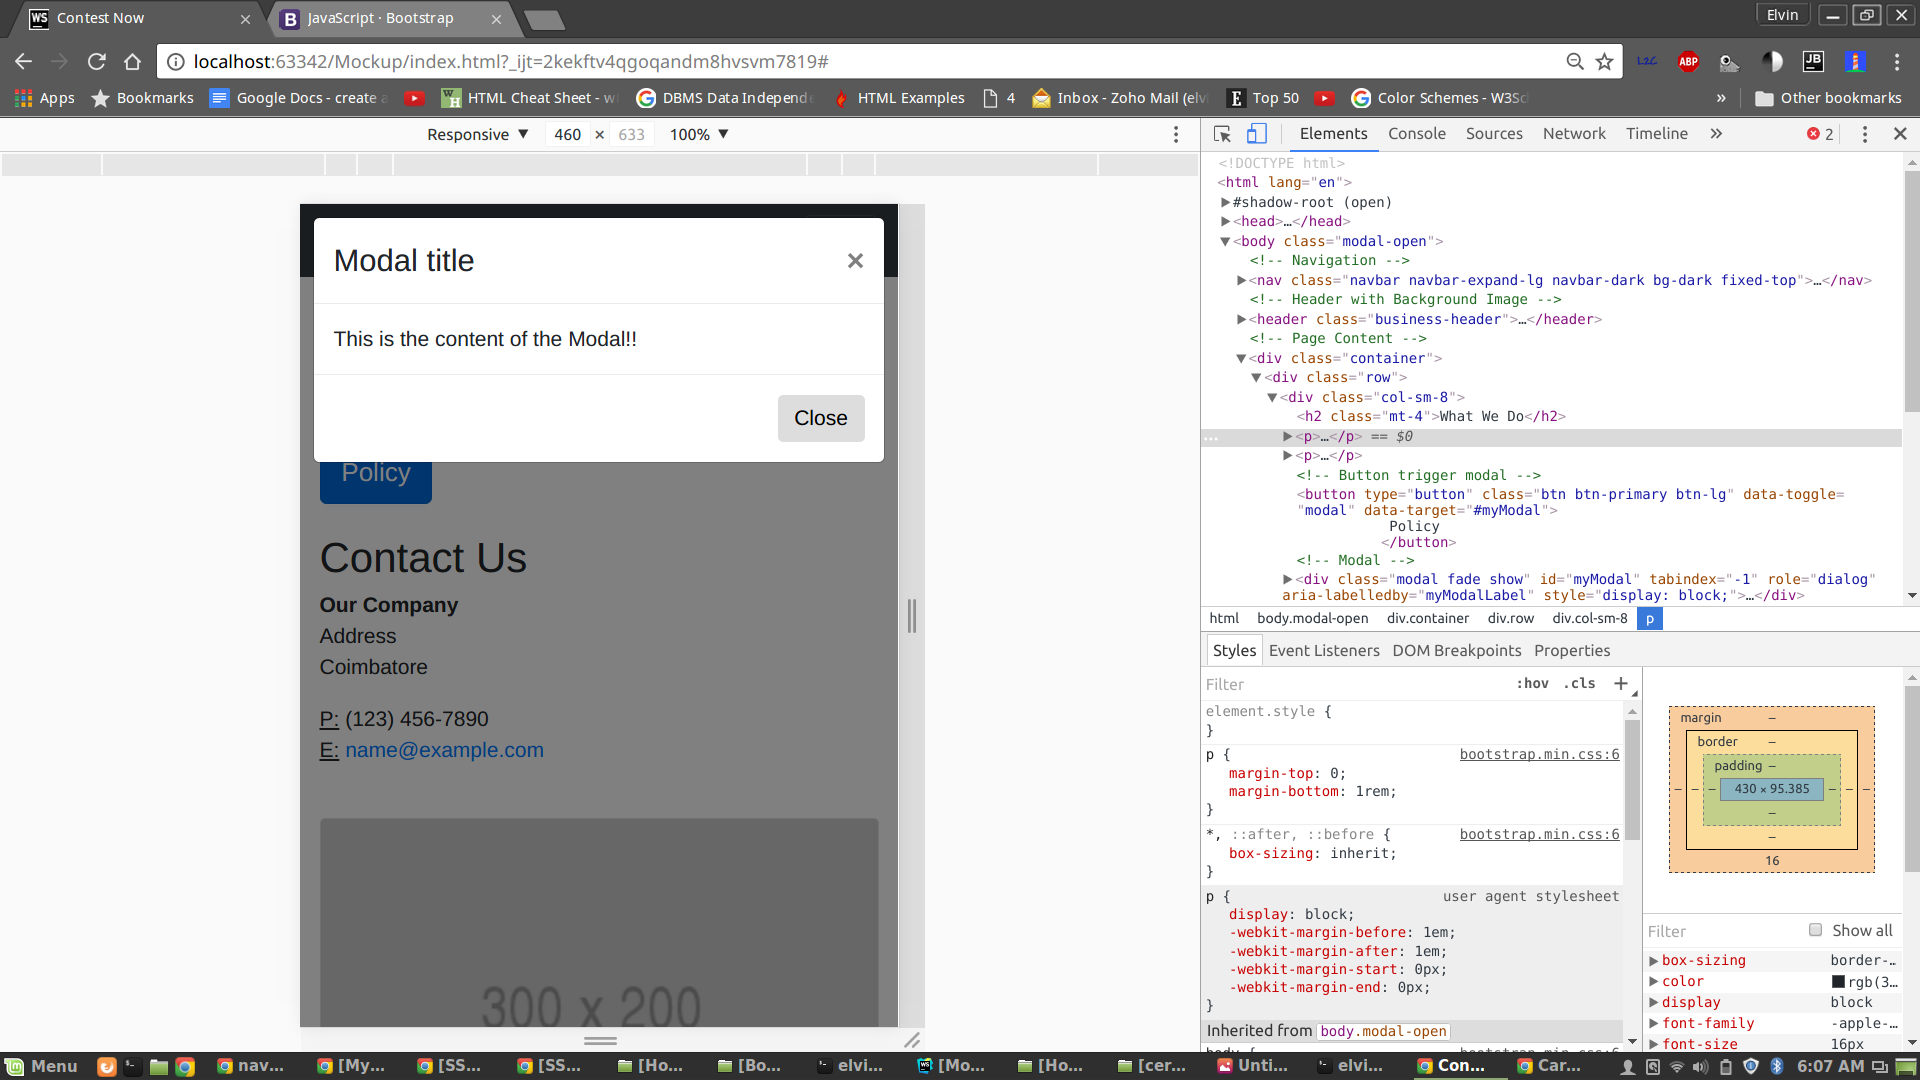 Contest Now
JavaScript · Bootstrap
Elvin
localhost:63342/Mockup/index.html?_ijt=2kekftv4qgoqandm8hvsvm7819#
Apps
Bookmarks
Google Docs - create a
HTML Cheat Sheet - w
DBMS Data Independe
HTML Examples
4
Inbox - Zoho Mail (elv
Top 50
Color Schemes - W3Sc
»
Other bookmarks
Responsive ▼ 460 × 633 100% ▼
Modal title
×
This is the content of the Modal!!
Close
Policy
Contact Us
Our Company
Address
Coimbatore
P: (123) 456-7890
E: name@example.com
300 x 200
Elements Console Sources Network Timeline » 2
<!DOCTYPE html>
<html lang="en">
▶#shadow-root (open)
▶<head>…</head>
▼<body class="modal-open">
<!-- Navigation -->
▶<nav class="navbar navbar-expand-lg navbar-dark bg-dark fixed-top">…</nav>
<!-- Header with Background Image -->
▶<header class="business-header">…</header>
<!-- Page Content -->
▼<div class="container">
▼<div class="row">
▼<div class="col-sm-8">
<h2 class="mt-4">What We Do</h2>
… ▶<p>…</p> == $0
▶<p>…</p>
<!-- Button trigger modal -->
<button type="button" class="btn btn-primary btn-lg" data-toggle=
"modal" data-target="#myModal">
Policy
</button>
<!-- Modal -->
▶<div class="modal fade show" id="myModal" tabindex="-1" role="dialog"
aria-labelledby="myModalLabel" style="display: block;">…</div>
html body.modal-open div.container div.row div.col-sm-8 p
Styles Event Listeners DOM Breakpoints Properties
Filter :hov .cls +
element.style {
}
p { bootstrap.min.css:6
margin-top: 0;
margin-bottom: 1rem;
}
*, ::after, ::before { bootstrap.min.css:6
box-sizing: inherit;
}
p { user agent stylesheet
display: block;
-webkit-margin-before: 1em;
-webkit-margin-after: 1em;
-webkit-margin-start: 0px;
-webkit-margin-end: 0px;
}
Inherited from body.modal-open
margin –
border –
padding –
– – – 430 × 95.385 – – –
–
–
16
Filter Show all
▶box-sizing border-…
▶color rgb(3…
▶display block
▶font-family -apple-…
▶font-size 16px
Menu
nav...
[My...
[SS...
[SS...
[Ho...
[Bo...
elvi...
[Mo...
[Ho...
[cer...
Unti...
elvi...
Con...
Car...
6:07 AM